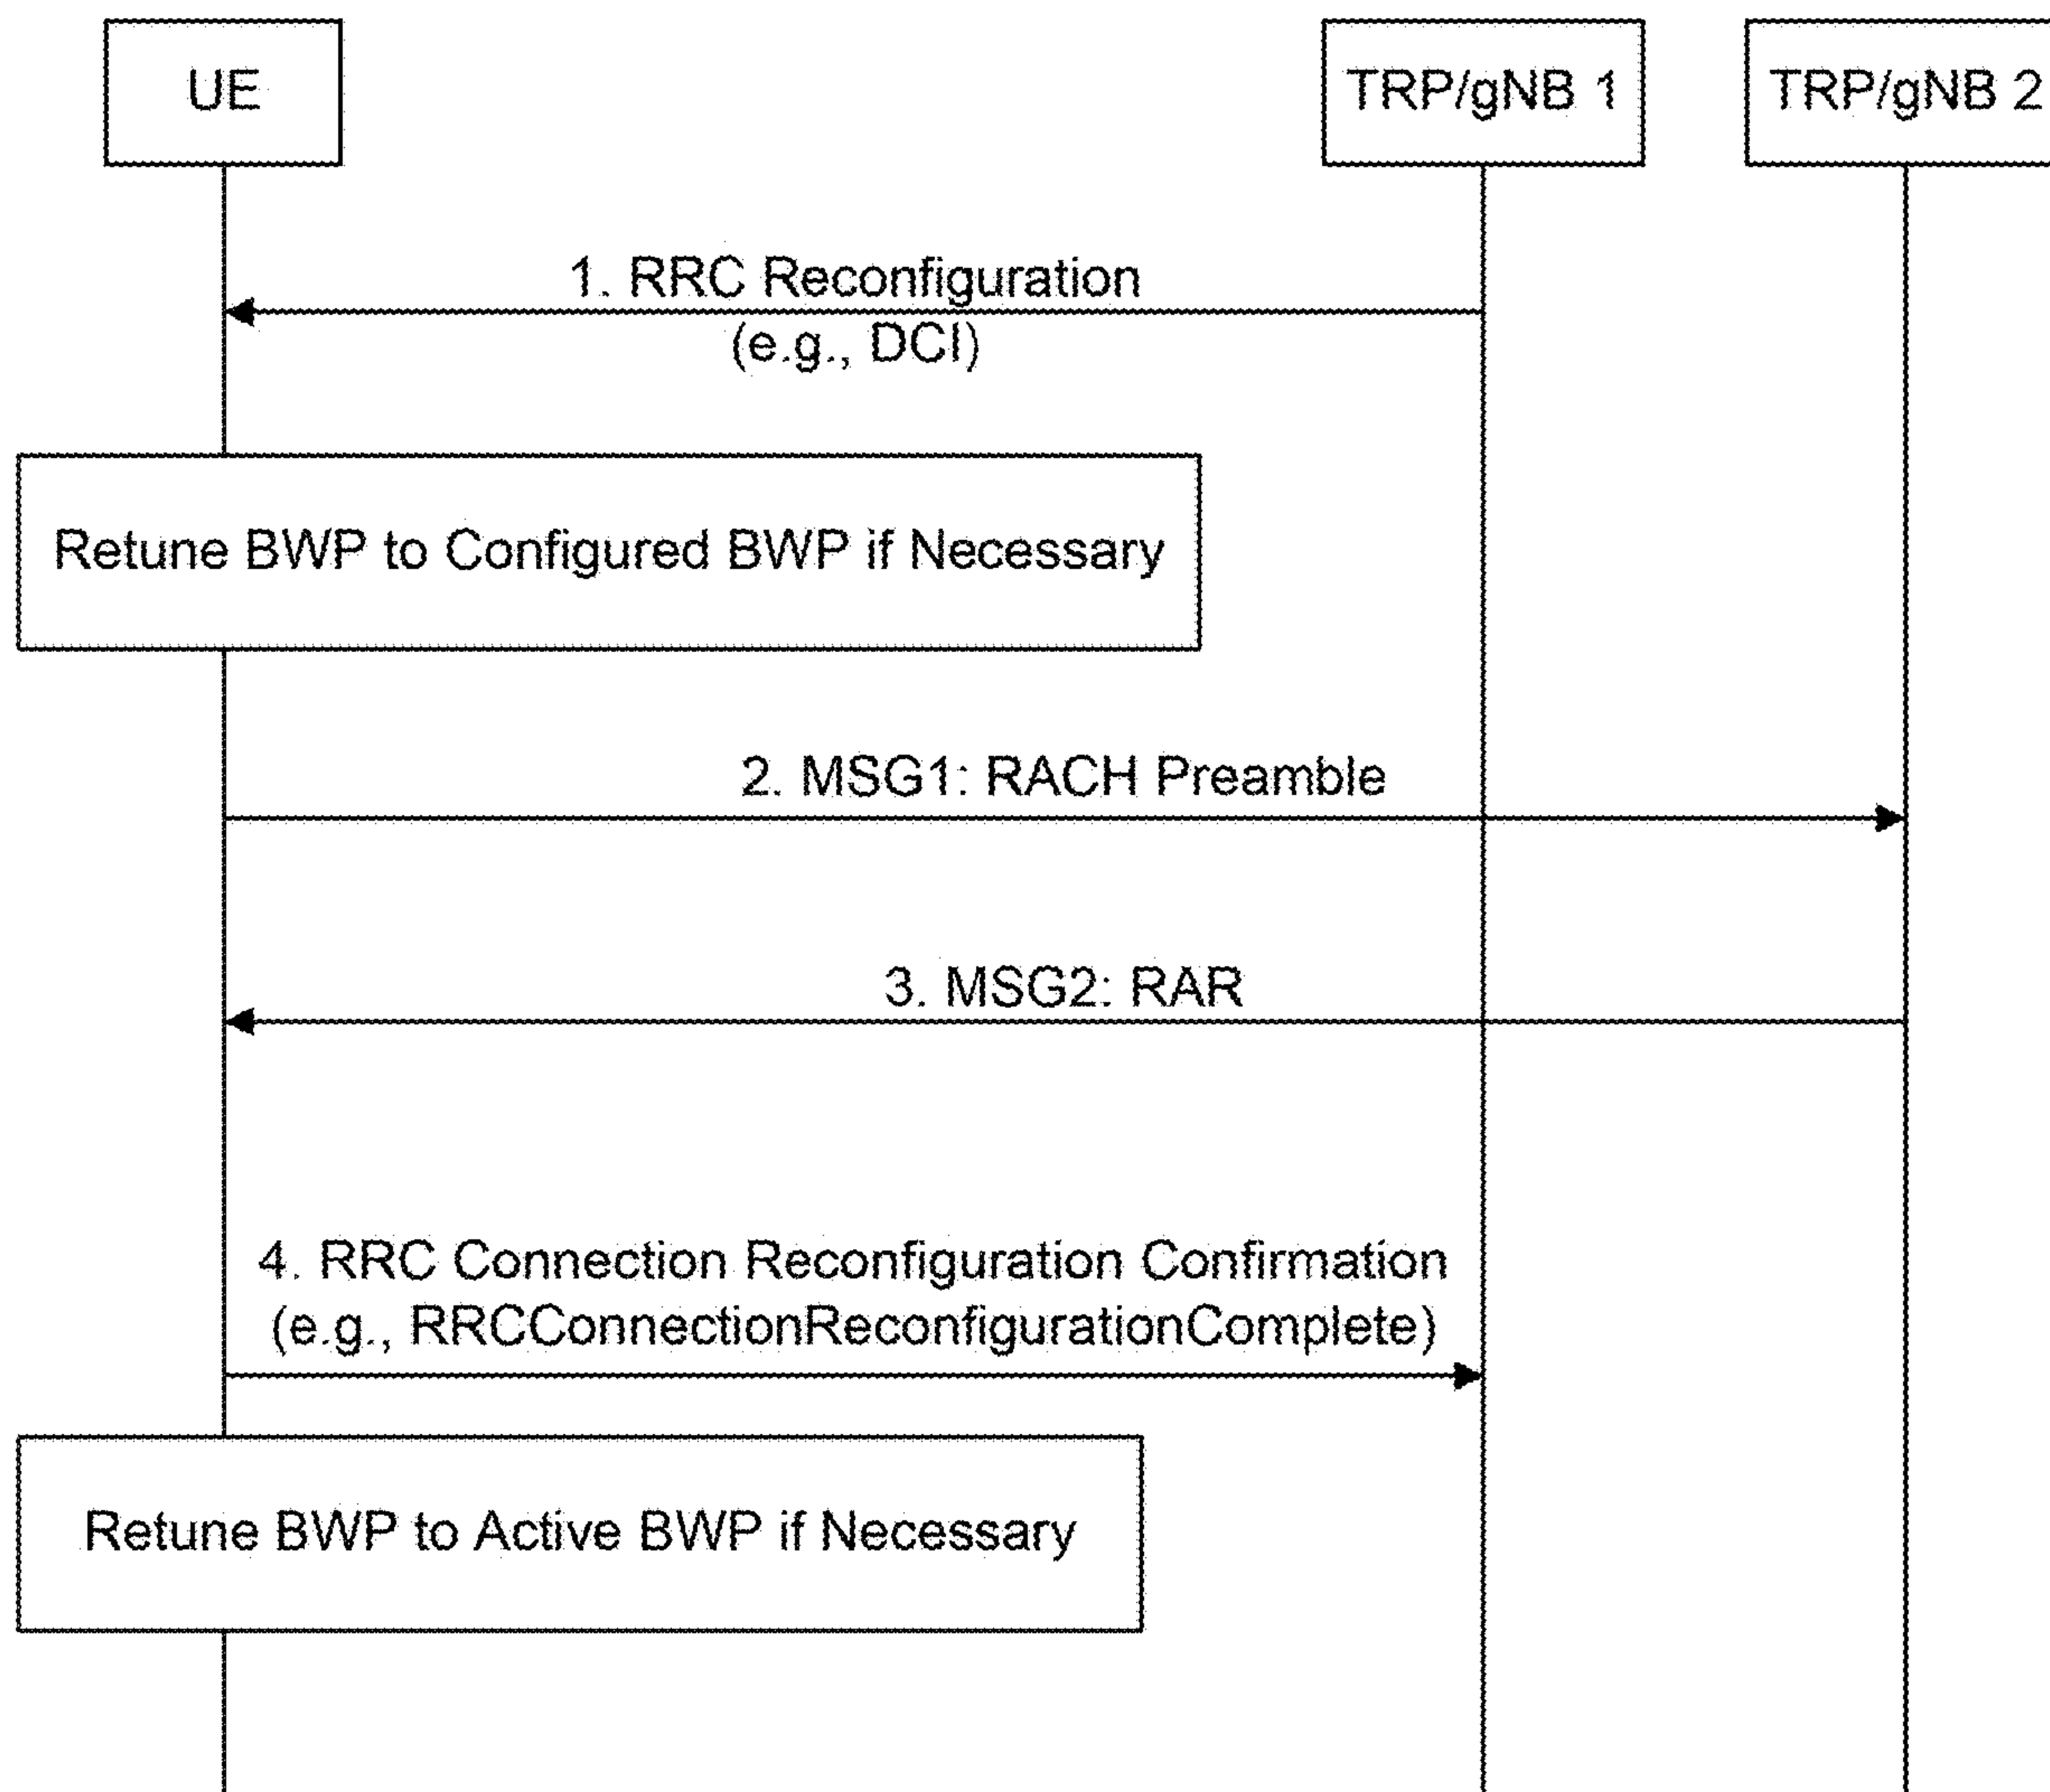 UE
TRP/gNB 1
TRP/gNB 2
1. RRC Reconfiguration
(e.g., DCI)
Retune BWP to Configured BWP if Necessary
2. MSG1: RACH Preamble
3. MSG2: RAR
4. RRC Connection Reconfiguration Confirmation
(e.g., RRCConnectionReconfigurationComplete)
Retune BWP to Active BWP if Necessary